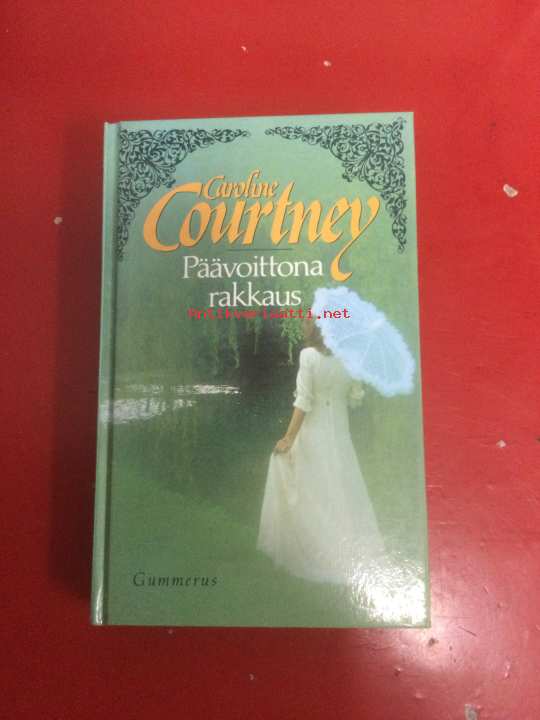 Caroline
Courtney
Päävoittona
rakkaus
Antikvariaatti.net
Gummerus